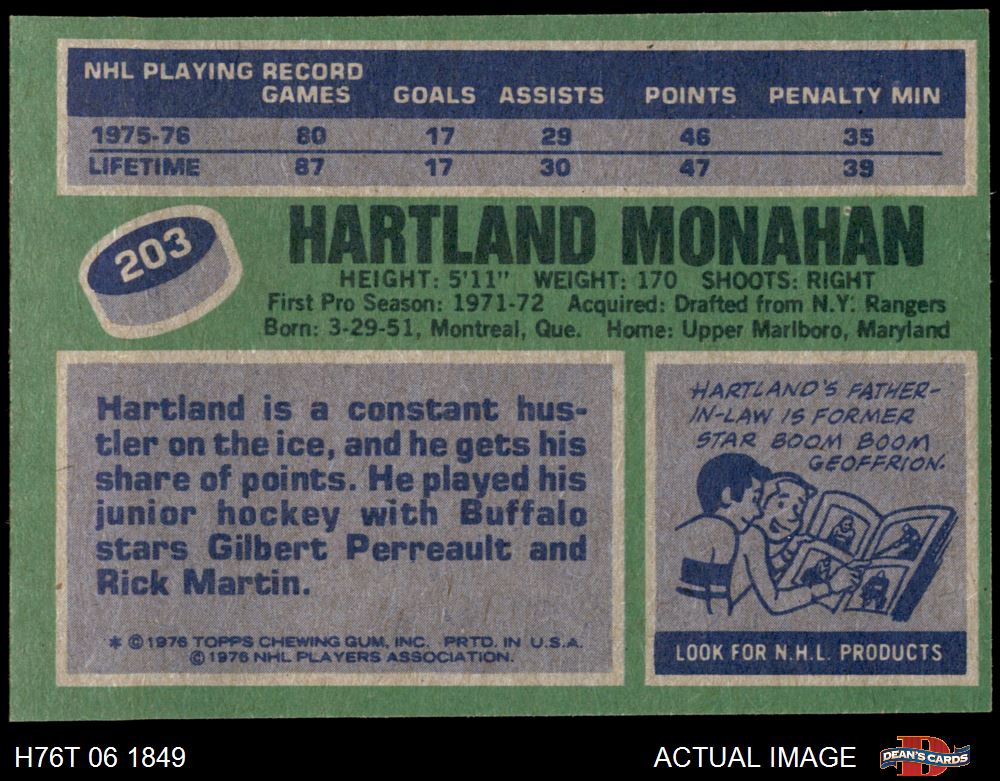 NHL PLAYING RECORD
GAMES GOALS ASSISTS POINTS PENALTY MIN
1975-76 80 17 29 46 35
LIFETIME 87 17 30 47 39
203
HARTLAND MONAHAN
HEIGHT: 5'11" WEIGHT: 170 SHOOTS: RIGHT
First Pro Season: 1971-72 Acquired: Drafted from N.Y. Rangers
Born: 3-29-51, Montreal, Que. Home: Upper Marlboro, Maryland
Hartland is a constant hus-
tler on the ice, and he gets his
share of points. He played his
junior hockey with Buffalo
stars Gilbert Perreault and
Rick Martin.
* ©1976 TOPPS CHEWING GUM, INC. PRTD. IN U.S.A.
©1976 NHL PLAYERS ASSOCIATION.
HARTLAND'S FATHER-
IN-LAW IS FORMER
STAR BOOM BOOM
GEOFFRION.
LOOK FOR N.H.L. PRODUCTS
H76T 06 1849
ACTUAL IMAGE
DEAN'S CARDS